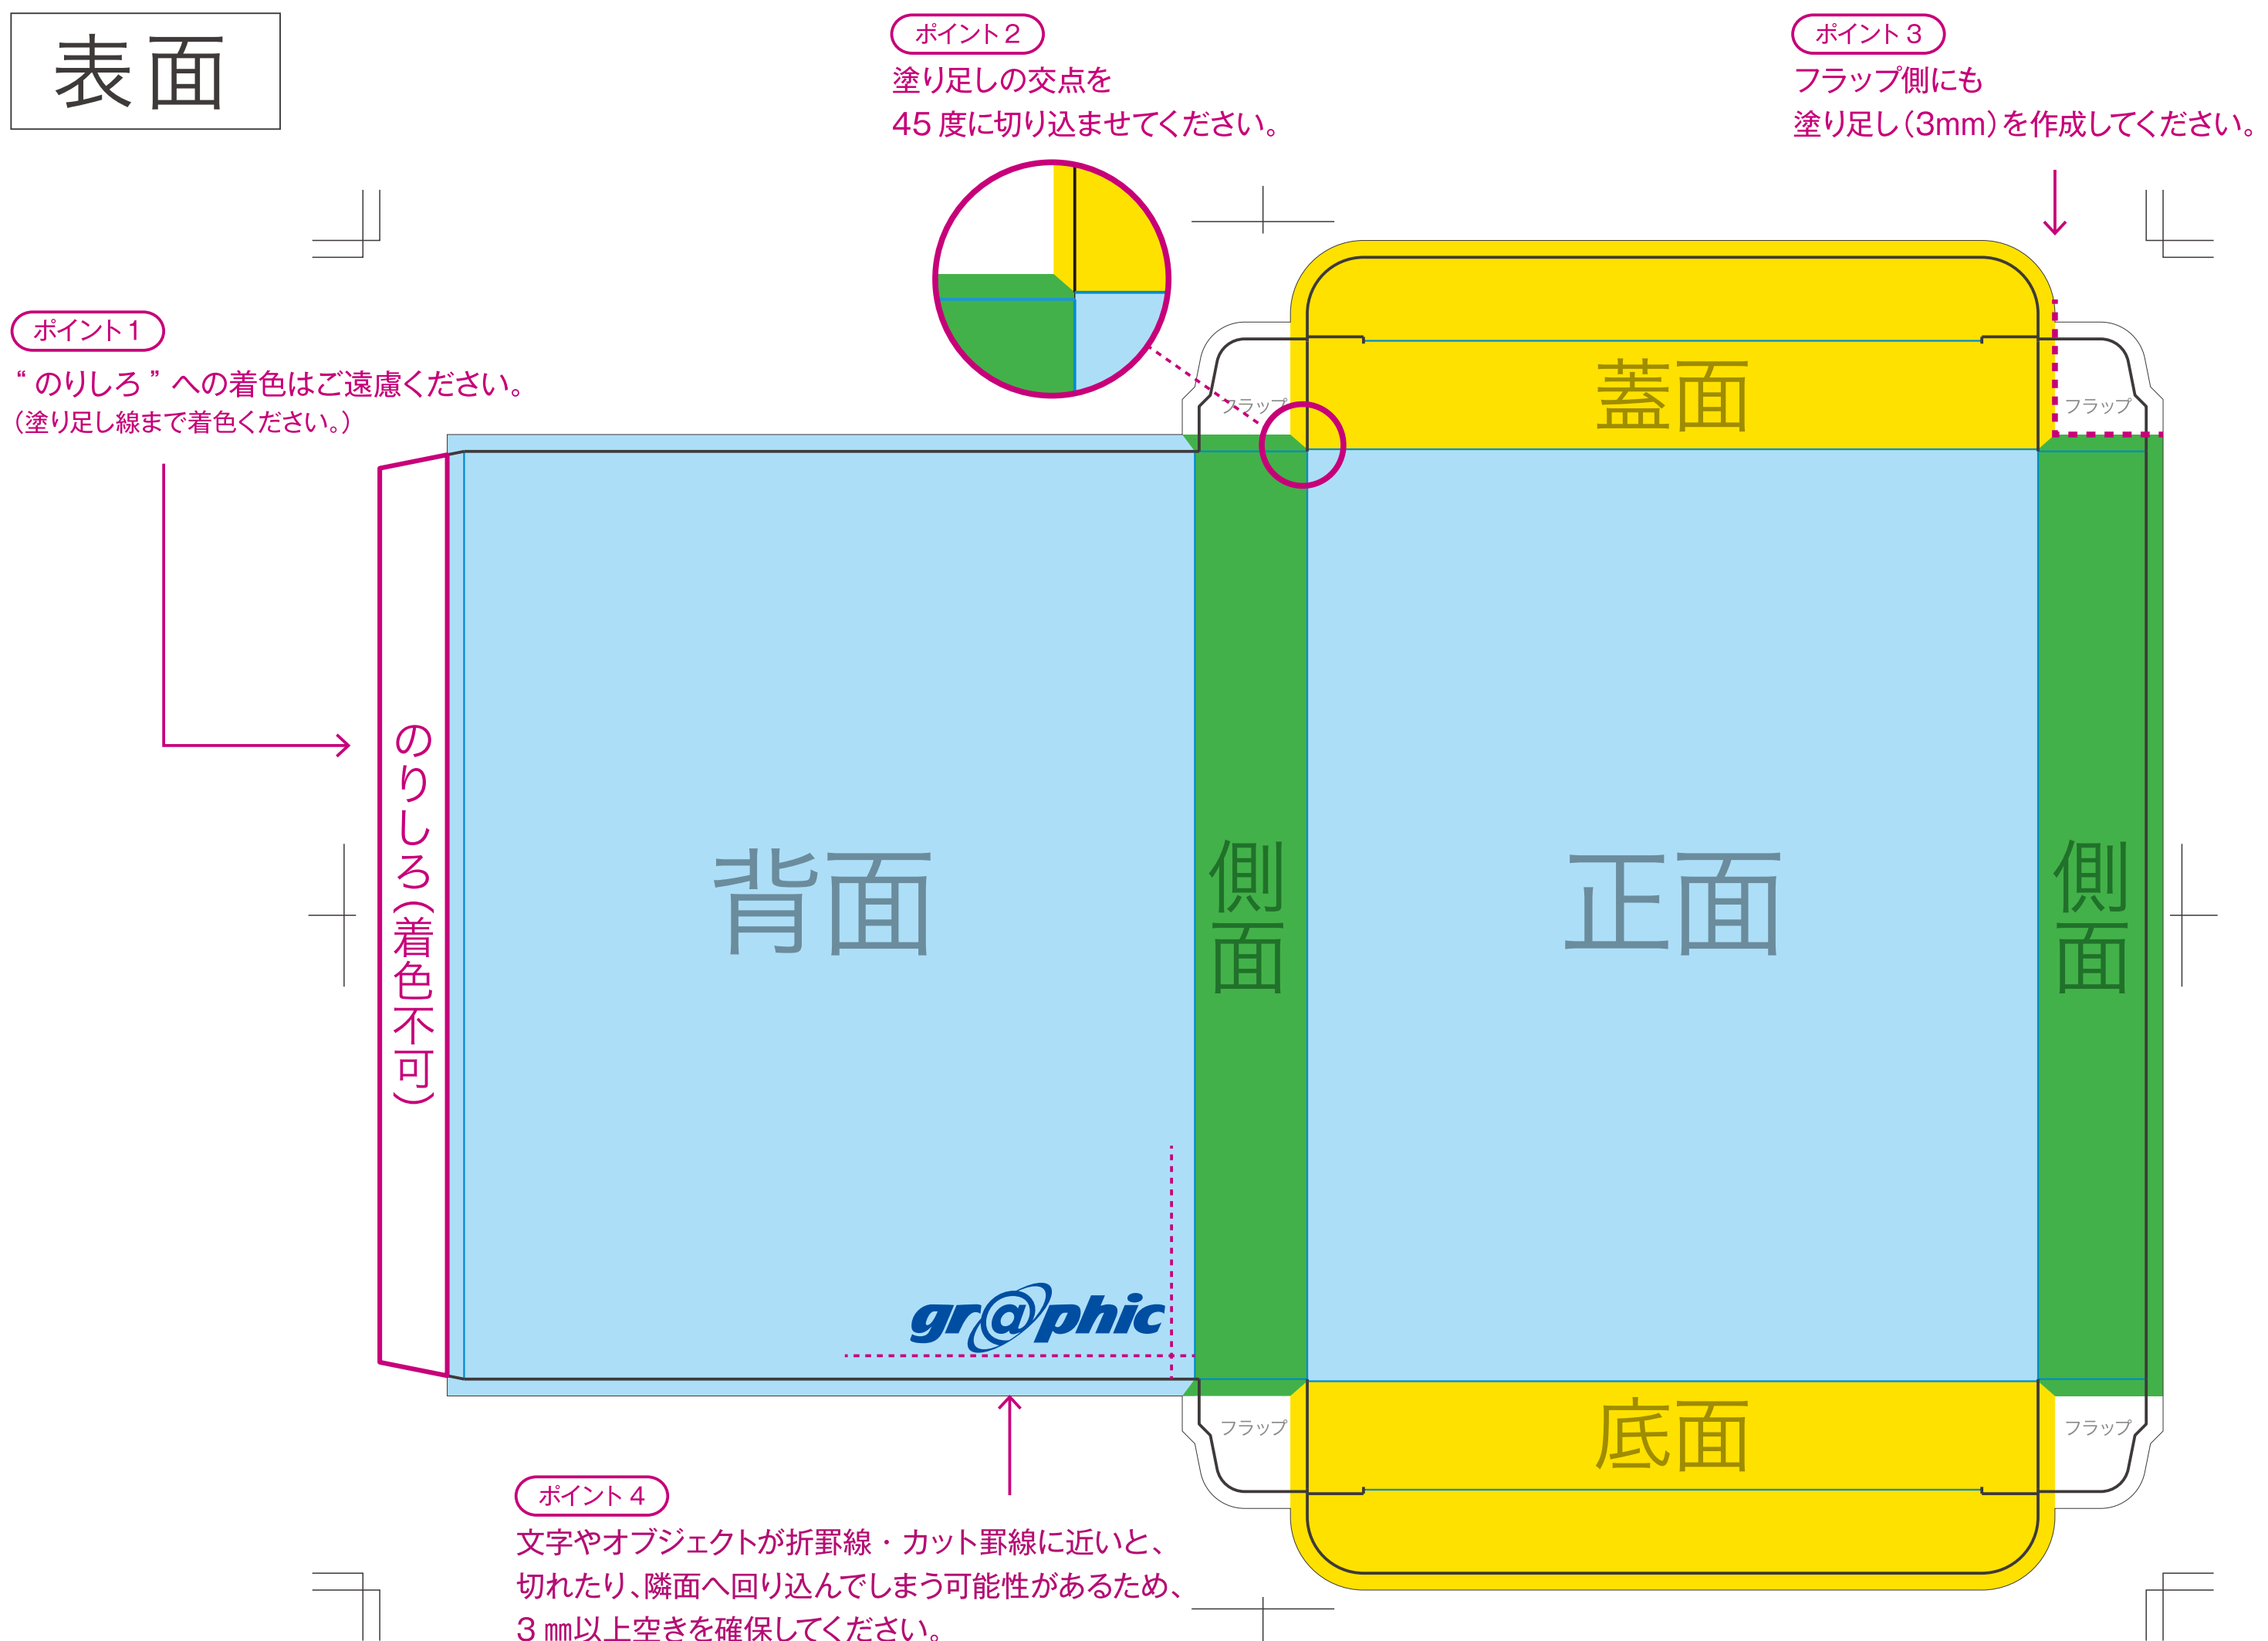 表面
ポイント 1
“ のりしろ ” への着色はご遠慮ください。
（塗り足し線まで着色ください。）
ポイント 2
塗り足しの交点を
45 度に切り込ませてください。
ポイント 3
フラップ側にも
塗り足し（3mm）を作成してください。
フラップ
蓋面
フラップ
のりしろ（着色不可）
背面
側面
正面
側面
gr@phic
フラップ
底面
フラップ
ポイント 4
文字やオブジェクトが折罫線・カット罫線に近いと、
切れたり、隣面へ回り込んでしまう可能性があるため、
3 ㎜以上空きを確保してください。